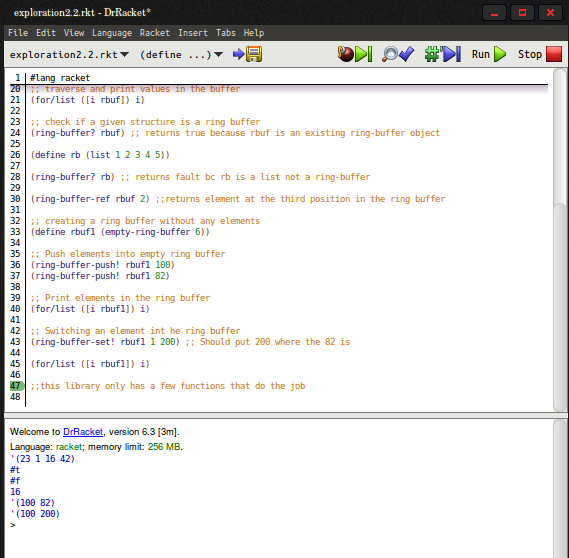 exploration2.2.rkt - DrRacket*
File Edit View Language Racket Insert Tabs Help
exploration2.2.rkt (define ...) Run Stop
1 #lang racket
20 ;; traverse and print values in the buffer
21 (for/list ([i rbuf]) i)
22
23 ;; check if a given structure is a ring buffer
24 (ring-buffer? rbuf) ;; returns true because rbuf is an existing ring-buffer object
25
26 (define rb (list 1 2 3 4 5))
27
28 (ring-buffer? rb) ;; returns fault bc rb is a list not a ring-buffer
29
30 (ring-buffer-ref rbuf 2) ;;returns element at the third position in the ring buffer
31
32 ;; creating a ring buffer without any elements
33 (define rbuf1 (empty-ring-buffer 6))
34
35 ;; Push elements into empty ring buffer
36 (ring-buffer-push! rbuf1 100)
37 (ring-buffer-push! rbuf1 82)
38
39 ;; Print elements in the ring buffer
40 (for/list ([i rbuf1]) i)
41
42 ;; Switching an element int he ring buffer
43 (ring-buffer-set! rbuf1 1 200) ;; Should put 200 where the 82 is
44
45 (for/list ([i rbuf1]) i)
46
47 ;;this library only has a few functions that do the job
48
Welcome to DrRacket, version 6.3 [3m].
Language: racket; memory limit: 256 MB.
'(23 1 16 42)
#t
#f
16
'(100 82)
'(100 200)
>